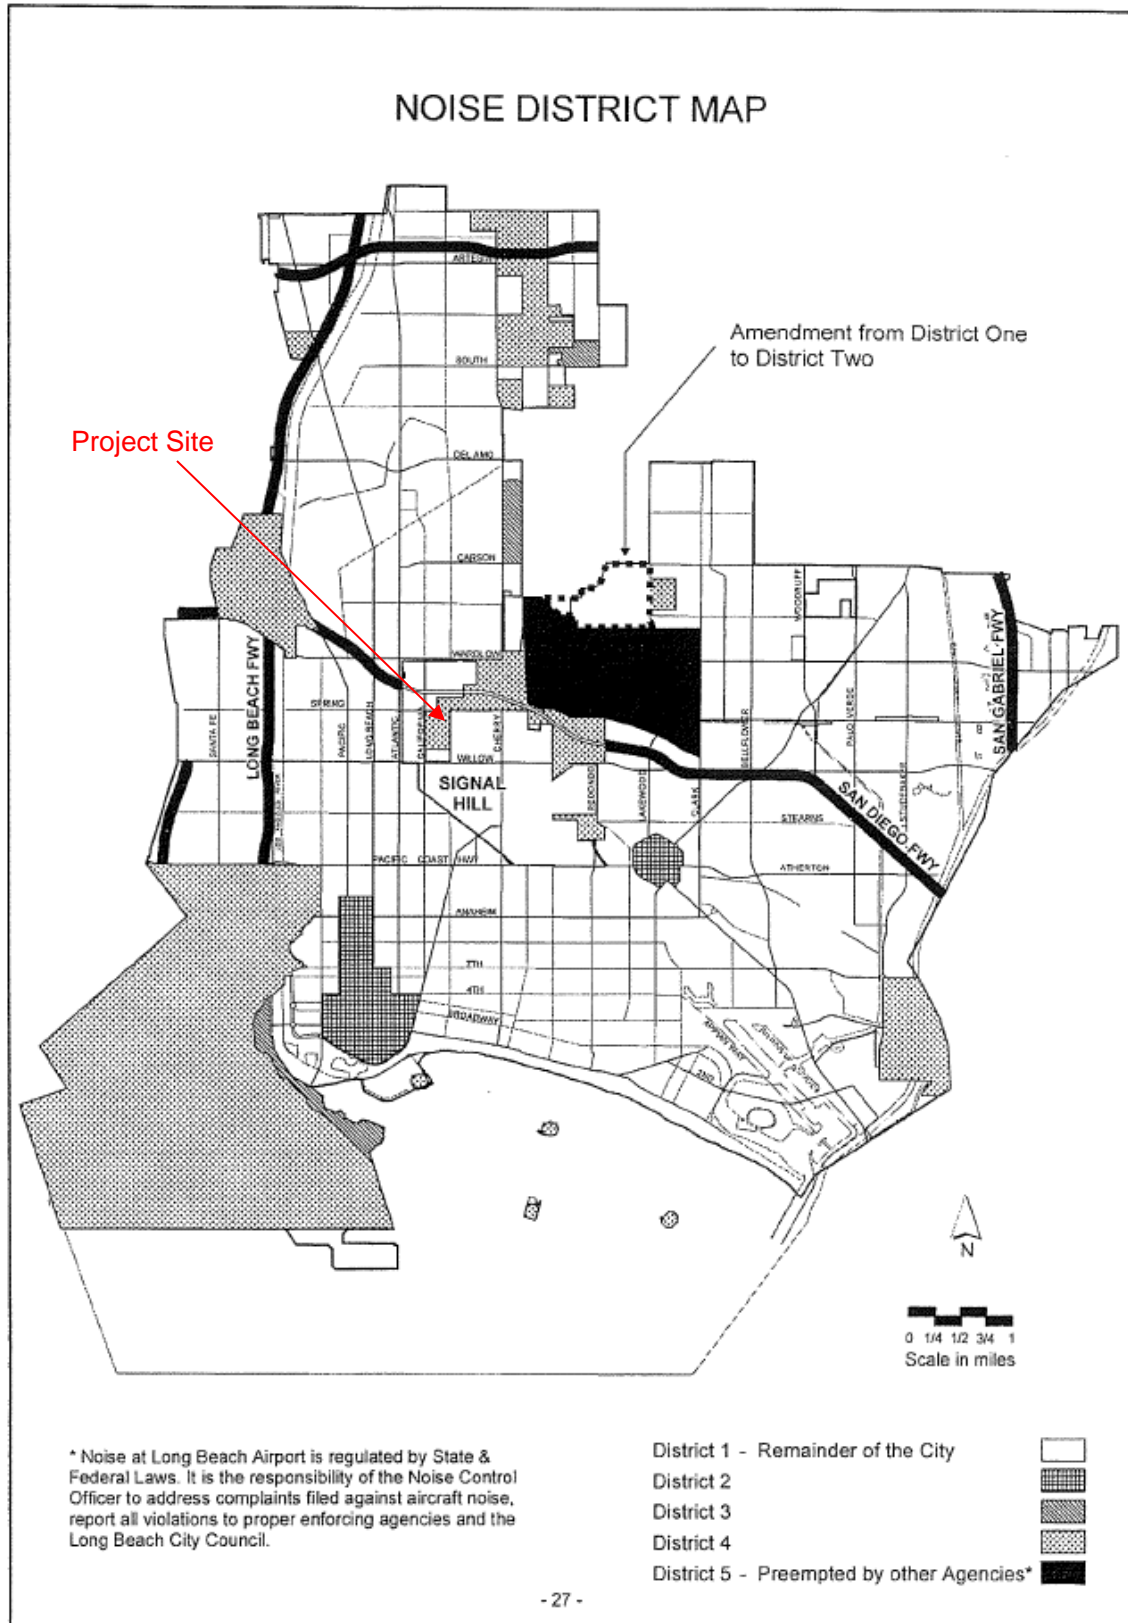 NOISE DISTRICT MAP
Amendment from District One
to District Two
Project Site
ARTESIA
SOUTH
DEL AMO
CARSON
WARDLOW
SPRING
WILLOW
SIGNAL
HILL
SANTA FE
LONG BEACH FWY
PACIFIC
LONG BEACH
ATLANTIC
CALIFORNIA
CHERRY
REDONDO
LAKEWOOD
CLARK
BELLFLOWER
WOODRUFF
PALO VERDE
STUDEBAKER
SAN GABRIEL-FWY
SAN DIEGO-FWY
STEARNS
ATHERTON
PACIFIC COAST HWY
ANAHEIM
7TH
4TH
BROADWAY
2ND
N
0 1/4 1/2 3/4 1
Scale in miles
* Noise at Long Beach Airport is regulated by State &
Federal Laws. It is the responsibility of the Noise Control
Officer to address complaints filed against aircraft noise,
report all violations to proper enforcing agencies and the
Long Beach City Council.
District 1 - Remainder of the City
District 2
District 3
District 4
District 5 - Preempted by other Agencies*
- 27 -